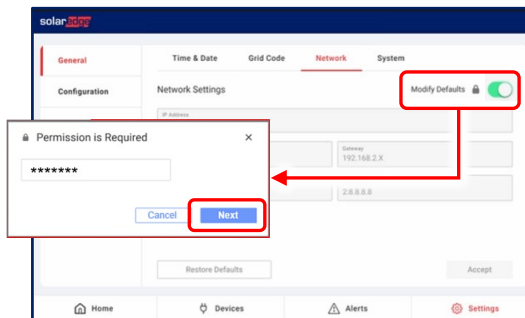 solaredge
General
Time & Date Grid Code Network System
Configuration
Network Settings
Modify Defaults
IP Address
Permission is Required
*******
Gateway
192.168.2.X
2.8.8.8.8
Cancel Next
Restore Defaults Accept
Home Devices Alerts Settings